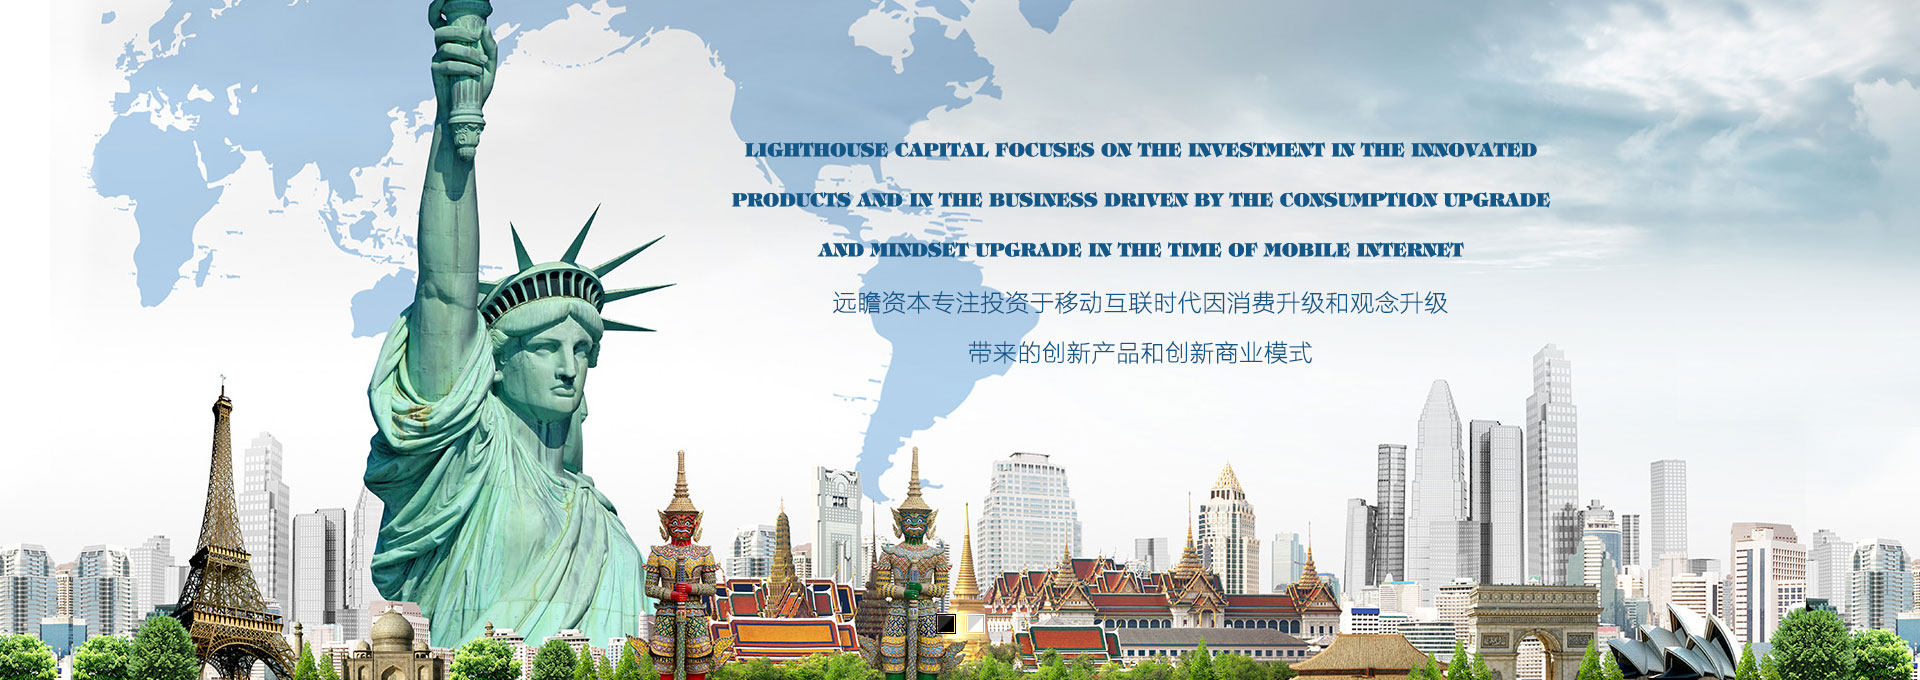 LIGHTHOUSE CAPITAL FOCUSES ON THE INVESTMENT IN THE INNOVATED
PRODUCTS AND IN THE BUSINESS DRIVEN BY THE CONSUMPTION UPGRADE
AND MINDSET UPGRADE IN THE TIME OF MOBILE INTERNET
远瞻资本专注投资于移动互联时代因消费升级和观念升级
带来的创新产品和创新商业模式